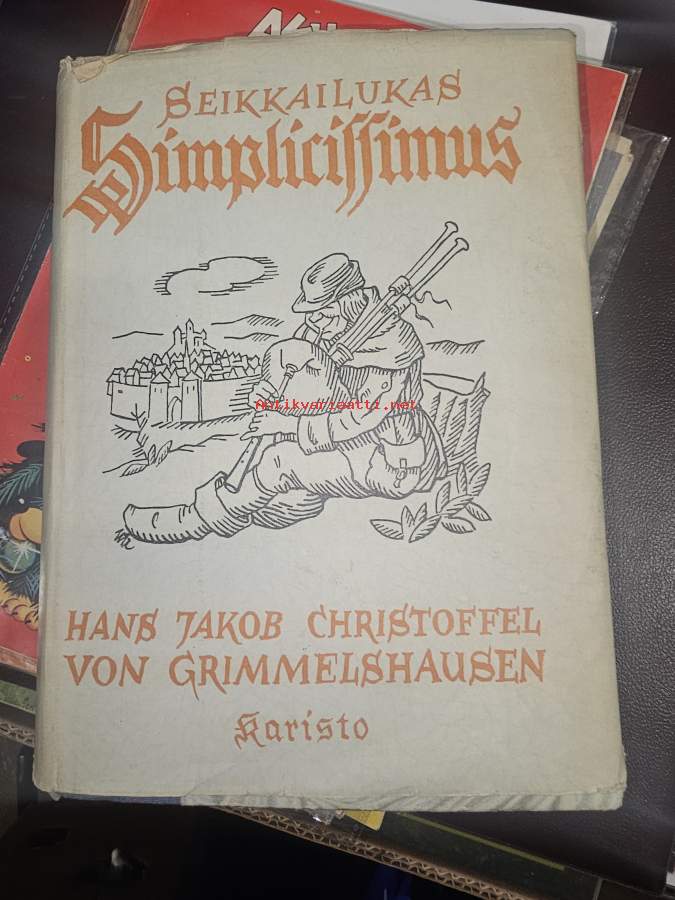 SEIKKAILUKAS
Simplicissimus
Antikvariaatti.net
HANS JAKOB CHRISTOFFEL
VON GRIMMELSHAUSEN
Karisto